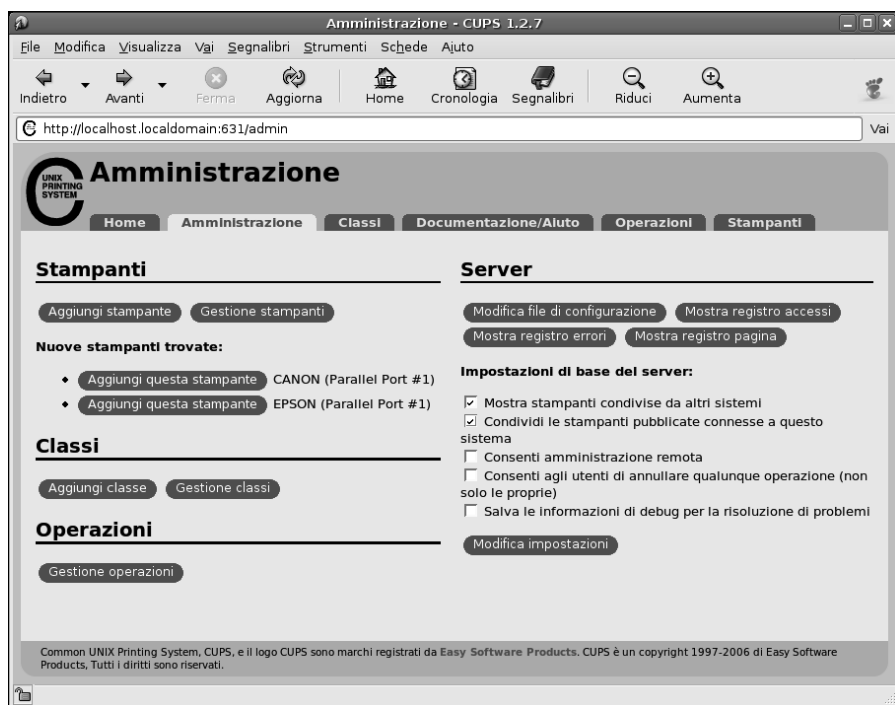 Amministrazione - CUPS 1.2.7
File Modifica Visualizza Vai Segnalibri Strumenti Schede Aiuto
Indietro Avanti Ferma Aggiorna Home Cronologia Segnalibri Riduci Aumenta
http://localhost.localdomain:631/admin Vai
UNIX
PRINTING
SYSTEM
Amministrazione
Home Amministrazione Classi Documentazione/Aiuto Operazioni Stampanti
Stampanti
Aggiungi stampante Gestione stampanti
Nuove stampanti trovate:
Aggiungi questa stampante CANON (Parallel Port #1)
Aggiungi questa stampante EPSON (Parallel Port #1)
Classi
Aggiungi classe Gestione classi
Operazioni
Gestione operazioni
Server
Modifica file di configurazione Mostra registro accessi
Mostra registro errori Mostra registro pagina
Impostazioni di base del server:
Mostra stampanti condivise da altri sistemi
Condividi le stampanti pubblicate connesse a questo
sistema
Consenti amministrazione remota
Consenti agli utenti di annullare qualunque operazione (non
solo le proprie)
Salva le informazioni di debug per la risoluzione di problemi
Modifica impostazioni
Common UNIX Printing System, CUPS, e il logo CUPS sono marchi registrati da Easy Software Products. CUPS è un copyright 1997-2006 di Easy Software
Products, Tutti i diritti sono riservati.